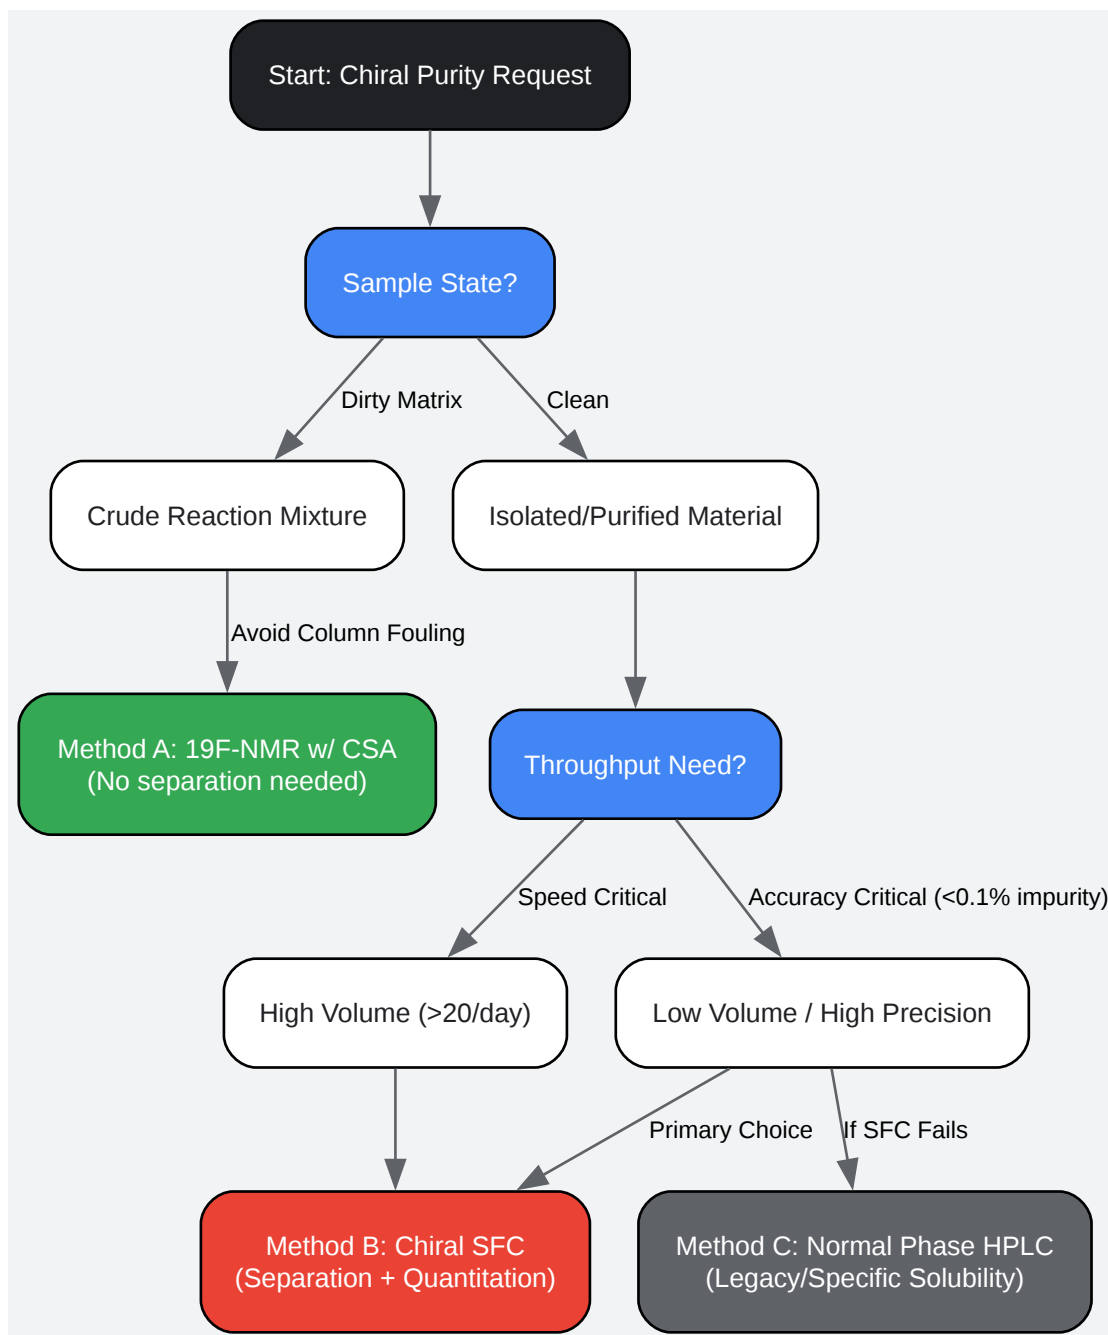 Start: Chiral Purity Request
Sample State?
Dirty Matrix
Clean
Crude Reaction Mixture
Isolated/Purified Material
Avoid Column Fouling
Method A: 19F-NMR w/ CSA
(No separation needed)
Throughput Need?
Speed Critical
Accuracy Critical (<0.1% impurity)
High Volume (>20/day)
Low Volume / High Precision
Primary Choice
If SFC Fails
Method B: Chiral SFC
(Separation + Quantitation)
Method C: Normal Phase HPLC
(Legacy/Specific Solubility)